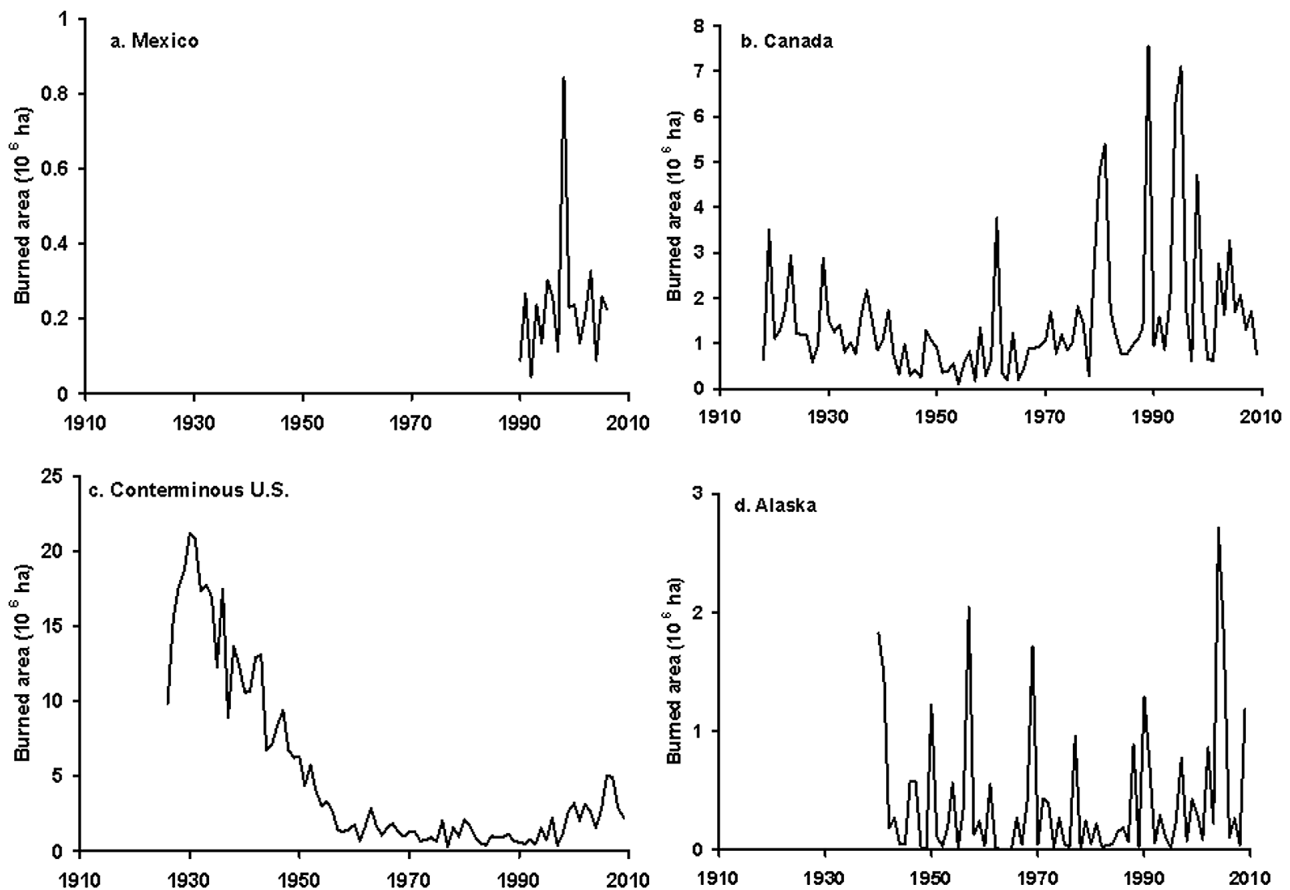 a. Mexico
Burned area (10 6 ha)
1
0.8
0.6
0.4
0.2
0
1910 1930 1950 1970 1990 2010
b. Canada
Burned area (10 6 ha)
8
7
6
5
4
3
2
1
0
1910 1930 1950 1970 1990 2010
c. Conterminous U.S.
Burned area (10 6 ha)
25
20
15
10
5
0
1910 1930 1950 1970 1990 2010
d. Alaska
Burned area (10 6 ha)
3
2
1
0
1910 1930 1950 1970 1990 2010